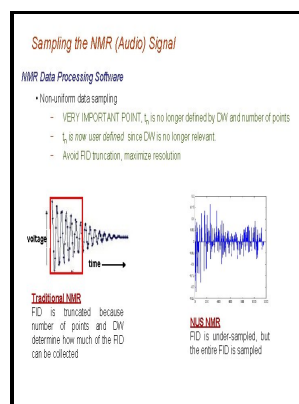 Sampling the NMR (Audio) Signal
NMR Data Processing Software
• Non-uniform data sampling
– VERY IMPORTANT POINT, tn is no longer defined by DW and number of points
– tn is now user defined since DW is no longer relevant.
– Avoid FID truncation, maximize resolution
voltage
time
Traditional NMR
FID is truncated because
number of points and DW
determine how much of the FID
can be collected
NUS NMR
FID is under-sampled, but
the entire FID is sampled